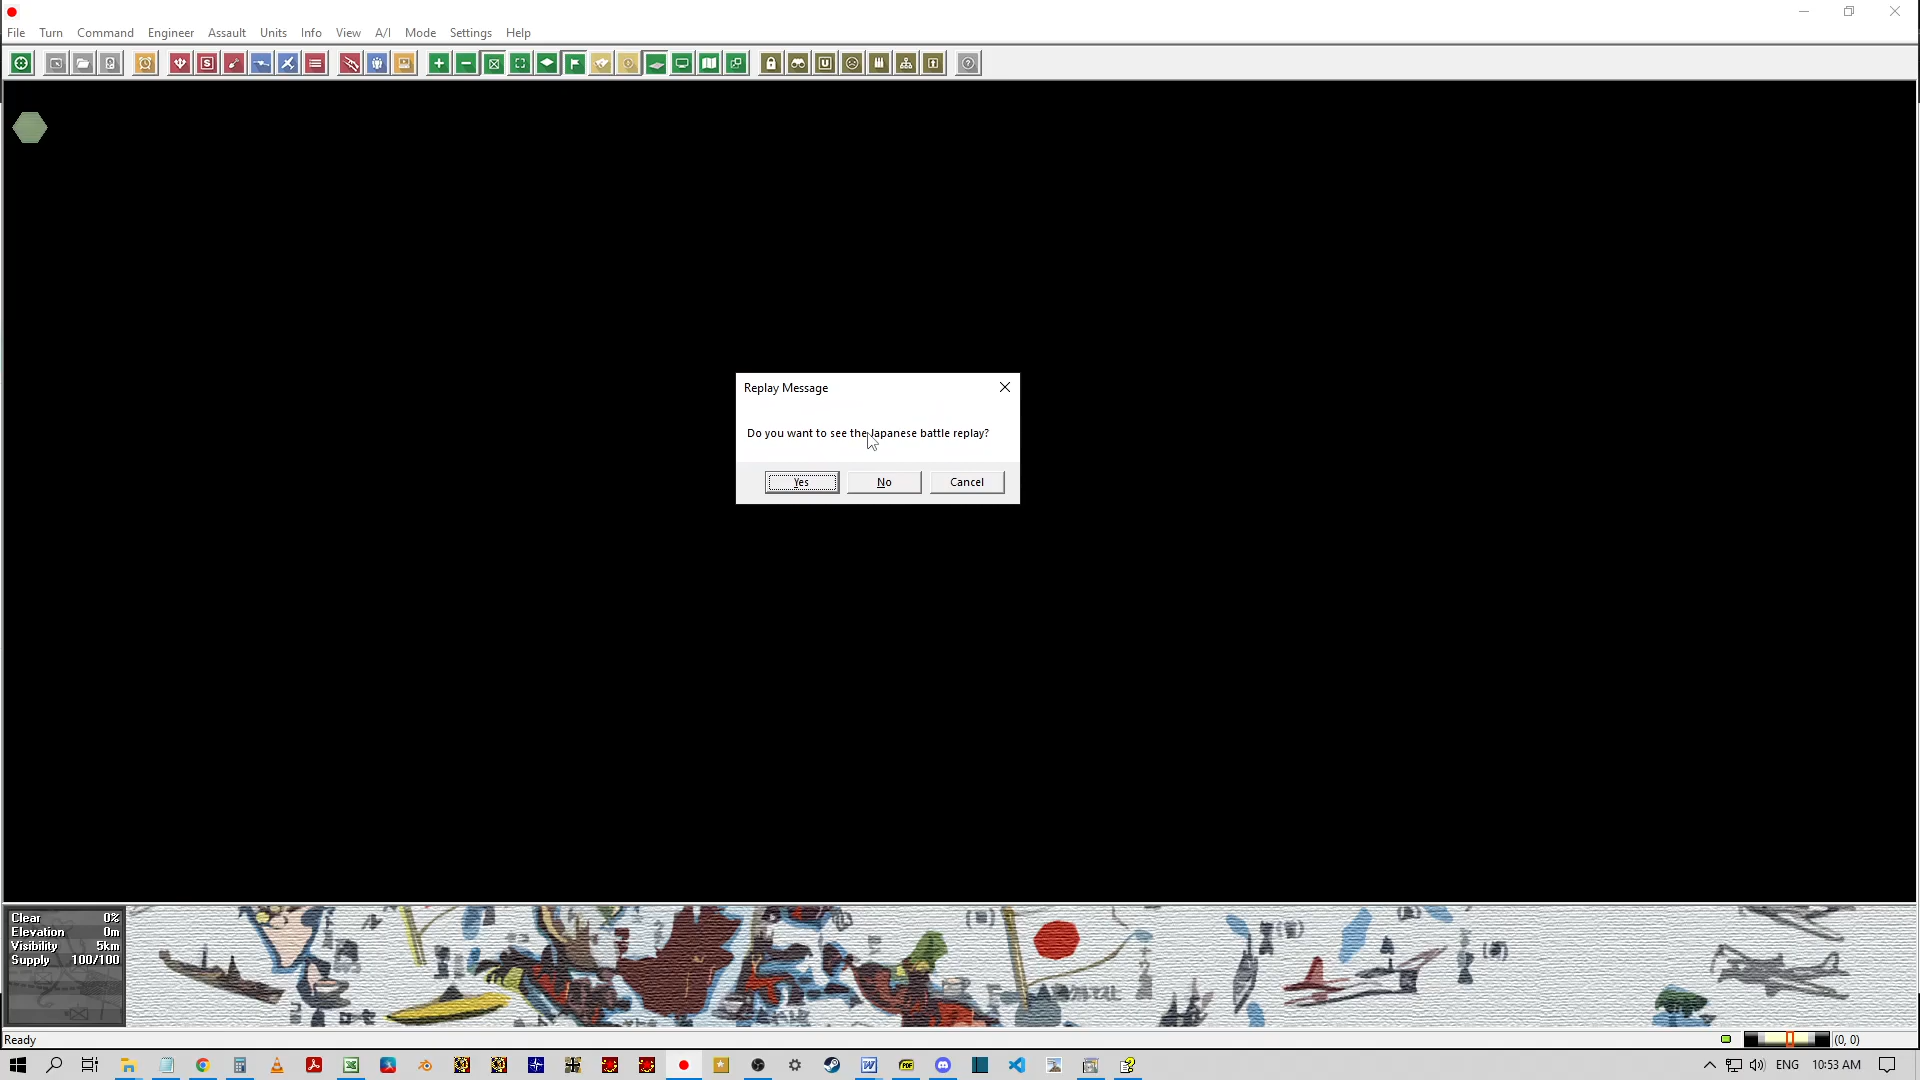 File Turn Command Engineer Assault Units Info View A/I Mode Settings Help
Replay Message
Do you want to see the Japanese battle replay?
Yes No Cancel
Clear 0%
Elevation 0m
Visibility 5km
Supply 100/100
Ready
(0, 0)
ENG 10:53 AM